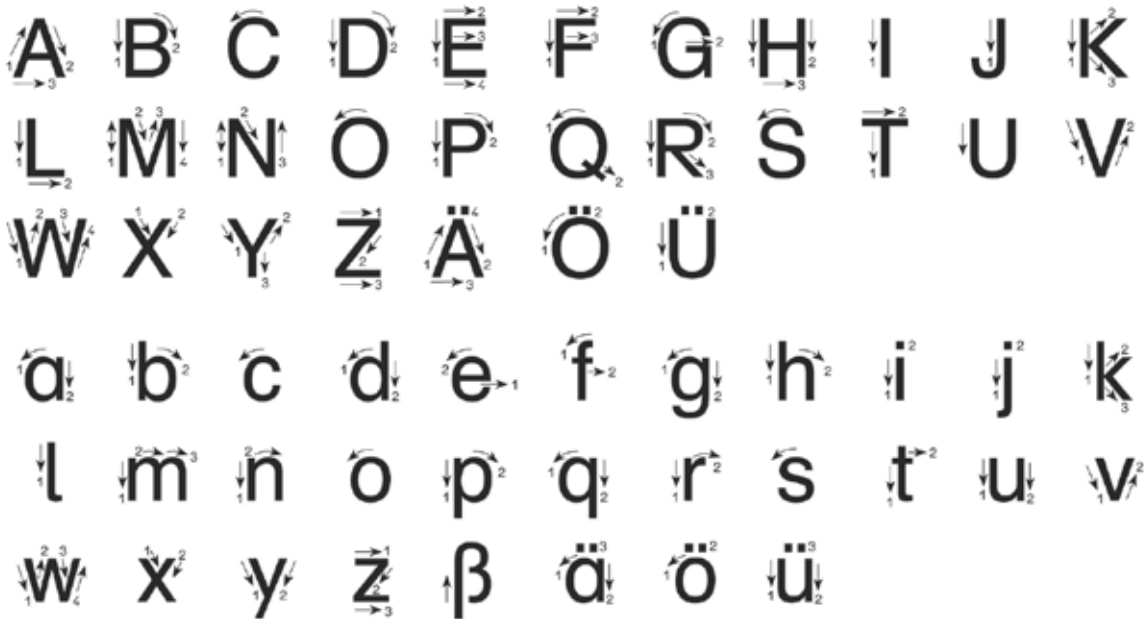 A B C D E F G H I J K
L M N O P Q R S T U V
W X Y Z Ä Ö Ü
a b c d e f g h i j k
l m n o p q r s t u v
w x y z ß ä ö ü